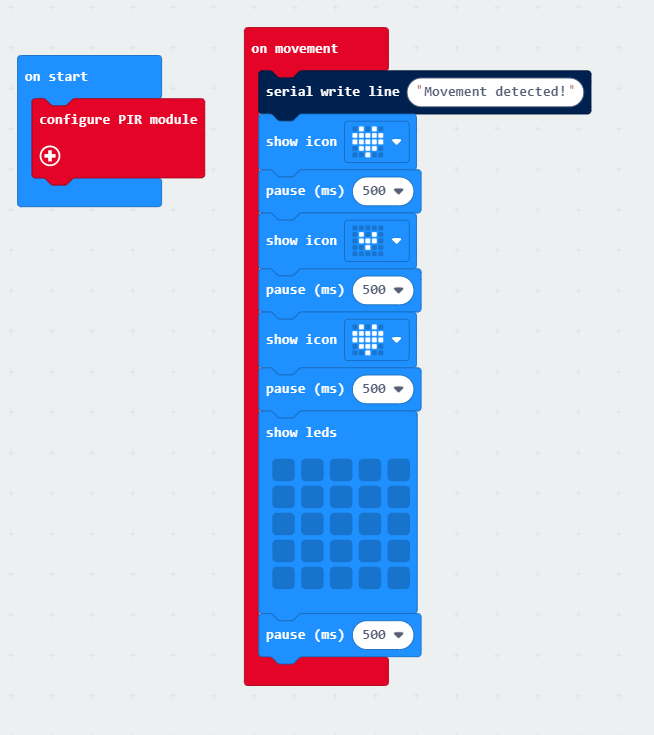 on start
configure PIR module
on movement
serial write line "Movement detected!"
show icon
pause (ms) 500
show icon
pause (ms) 500
show icon
pause (ms) 500
show leds
pause (ms) 500